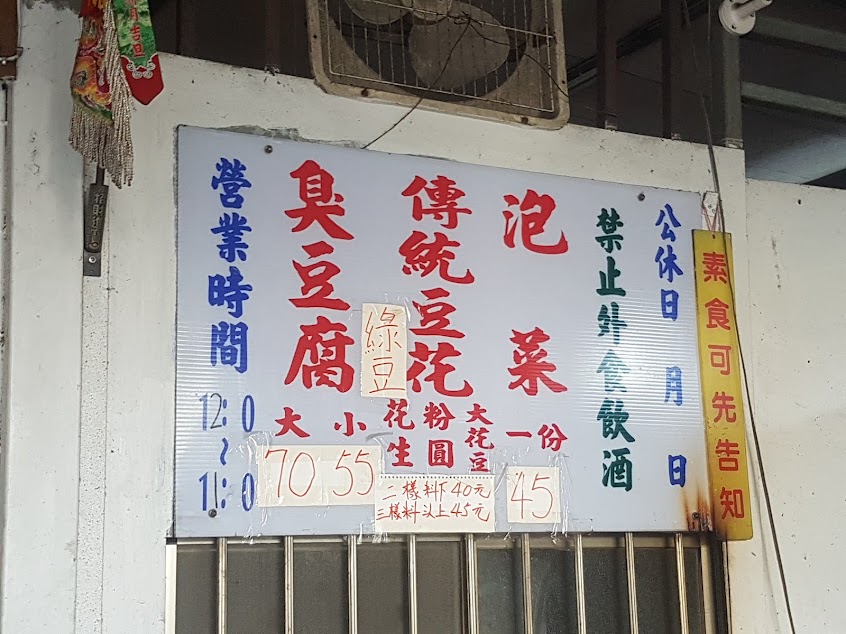 營業時間
12:0
~
11:0
臭豆腐
大 小
70 55
傳統豆花
綠豆
花生
粉圓
大花豆
二樣料下40元
三樣料以上45元
泡菜
一份
45
禁止外食飲酒
公休日 月 日
素食可先告知